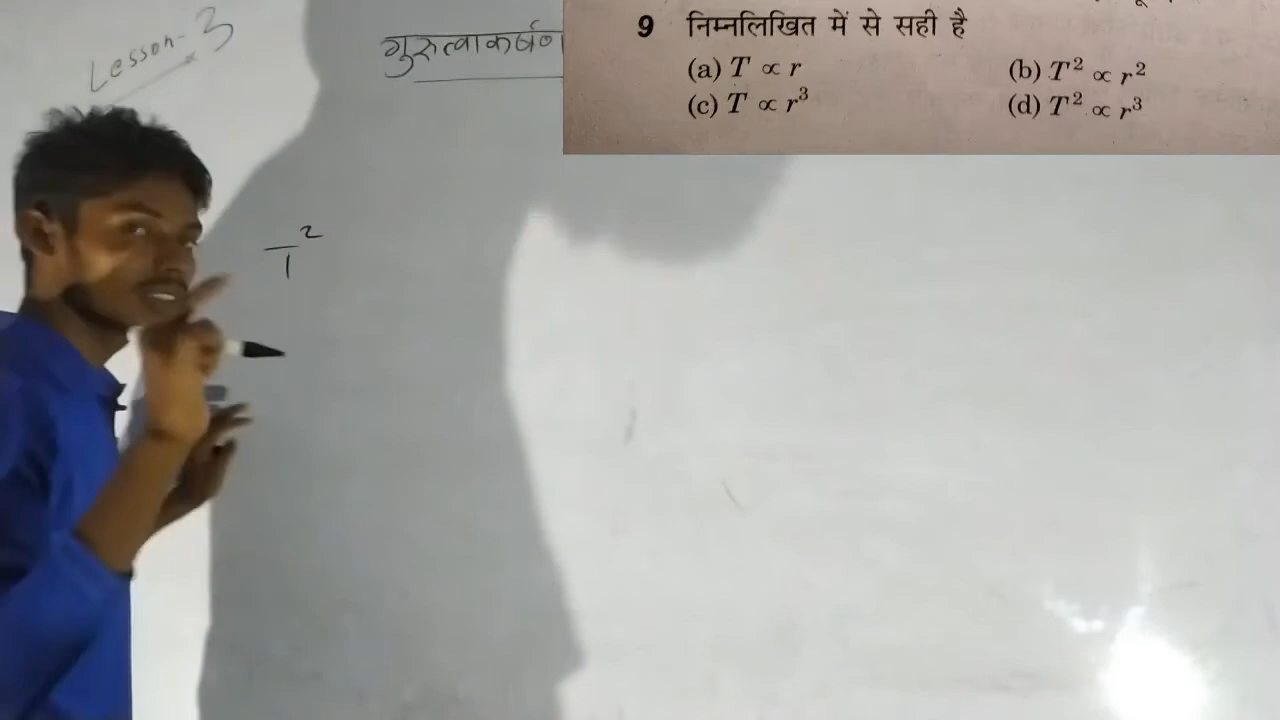 Lesson-3
गुरुत्वाकर्षण
9 निम्नलिखित में से सही है
(a) T ∝ r (b) T² ∝ r²
(c) T ∝ r³ (d) T² ∝ r³
T²